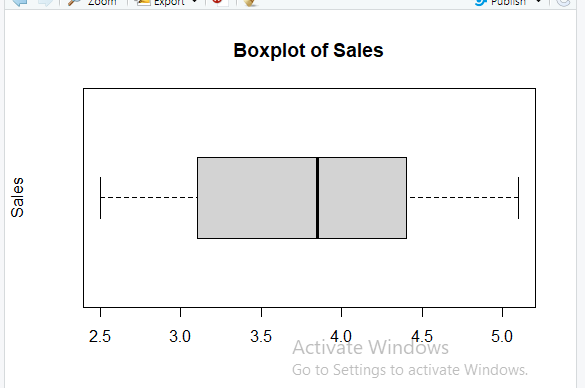 Zoom Export Publish
Boxplot of Sales
Sales
2.5 3.0 3.5 4.0 4.5 5.0
Activate Windows
Go to Settings to activate Windows.